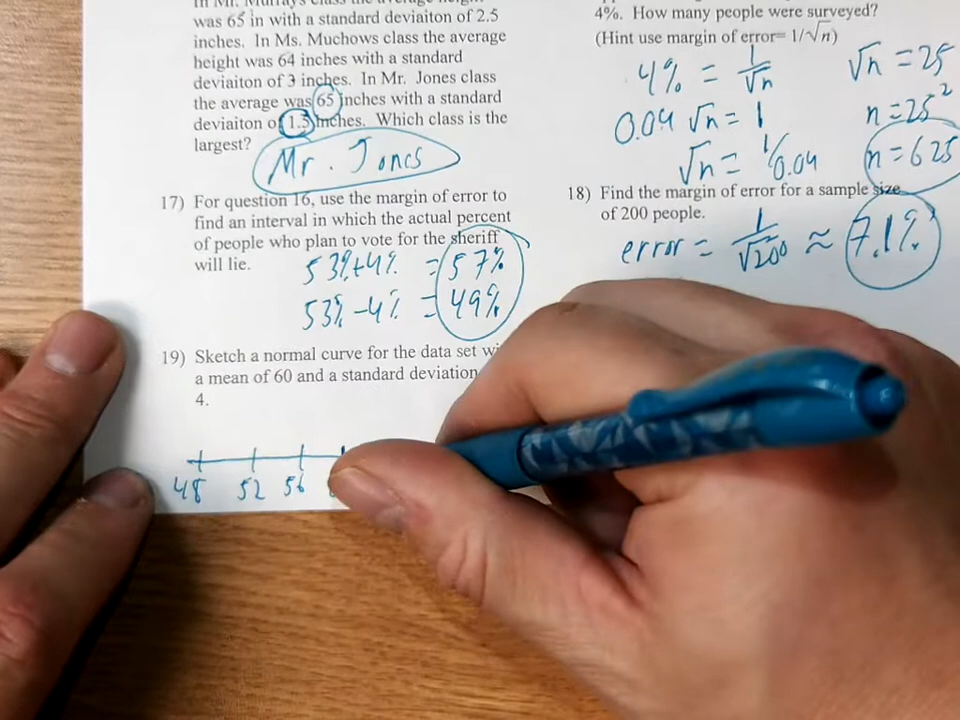 was 65 in with a standard deviaiton of 2.5
inches. In Ms. Muchows class the average
height was 64 inches with a standard
deviaiton of 3 inches. In Mr. Jones class
the average was 65 inches with a standard
deviaiton of 1.5 inches. Which class is the
largest?
Mr. Jones
17) For question 16, use the margin of error to
find an interval in which the actual percent
of people who plan to vote for the sheriff
will lie.
53%+4% = 57%
53% -4% = 49%
19) Sketch a normal curve for the data set
a mean of 60 and a standard deviation
4.
48 52 56
4%. How many people were surveyed?
(Hint use margin of error= 1/√n)
4% = 1/√n
0.04 √n = 1
√n = 1/0.04
√n = 25
n = 25²
n = 625
18) Find the margin of error for a sample size
of 200 people.
error = 1/√200 ≈ 7.1%